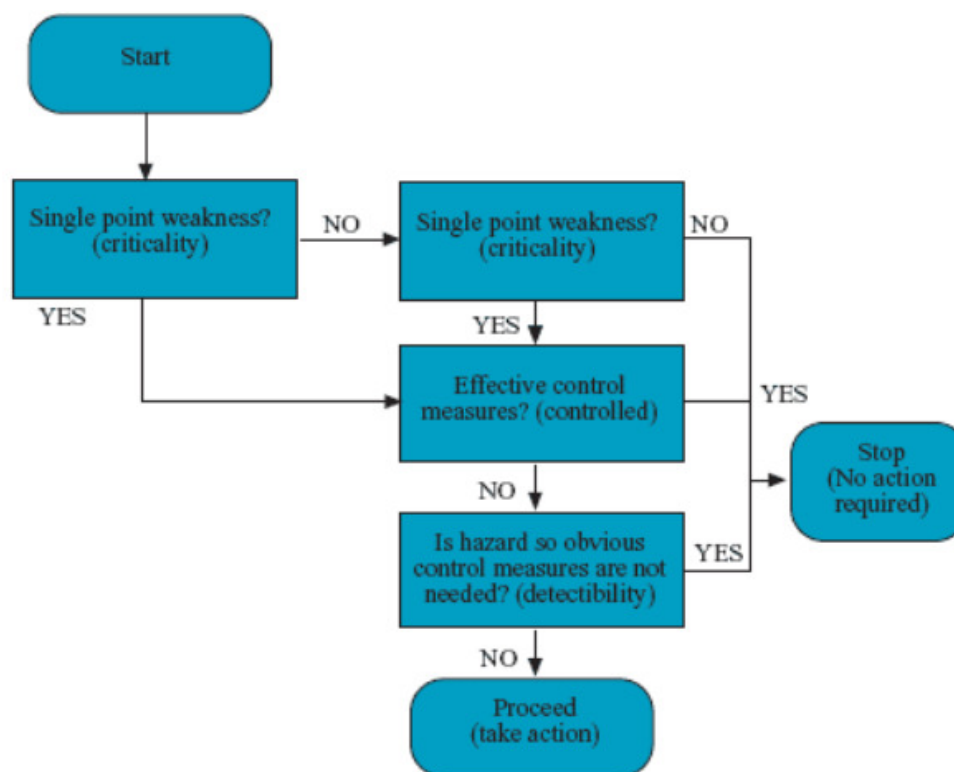 Start
Single point weakness?
(criticality)
NO
Single point weakness?
(criticality)
NO
YES
YES
Effective control
measures? (controlled)
YES
Stop
(No action
required)
NO
Is hazard so obvious
control measures are not
needed? (detectibility)
YES
NO
Proceed
(take action)